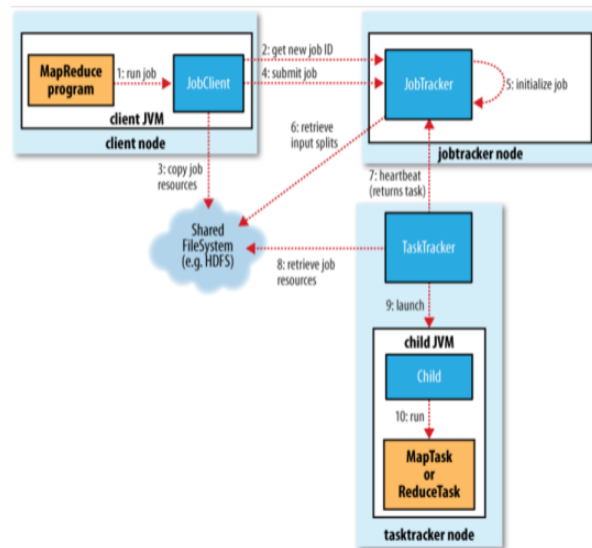 MapReduce
program
1: run job
JobClient
client JVM
client node
2: get new job ID
4: submit job
JobTracker
5: initialize job
jobtracker node
3: copy job
resources
6: retrieve
input splits
7: heartbeat
(returns task)
Shared
FileSystem
(e.g. HDFS)
8: retrieve job
resources
TaskTracker
9: launch
child JVM
Child
10: run
MapTask
or
ReduceTask
tasktracker node